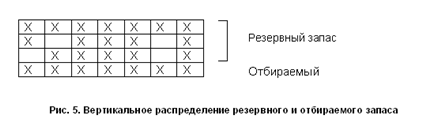 X X X X X X X
X X X X X
Резервный запас
X X X X X
X X X X X X X
Отбираемый
Рис. 5. Вертикальное распределение резервного и отбираемого запаса